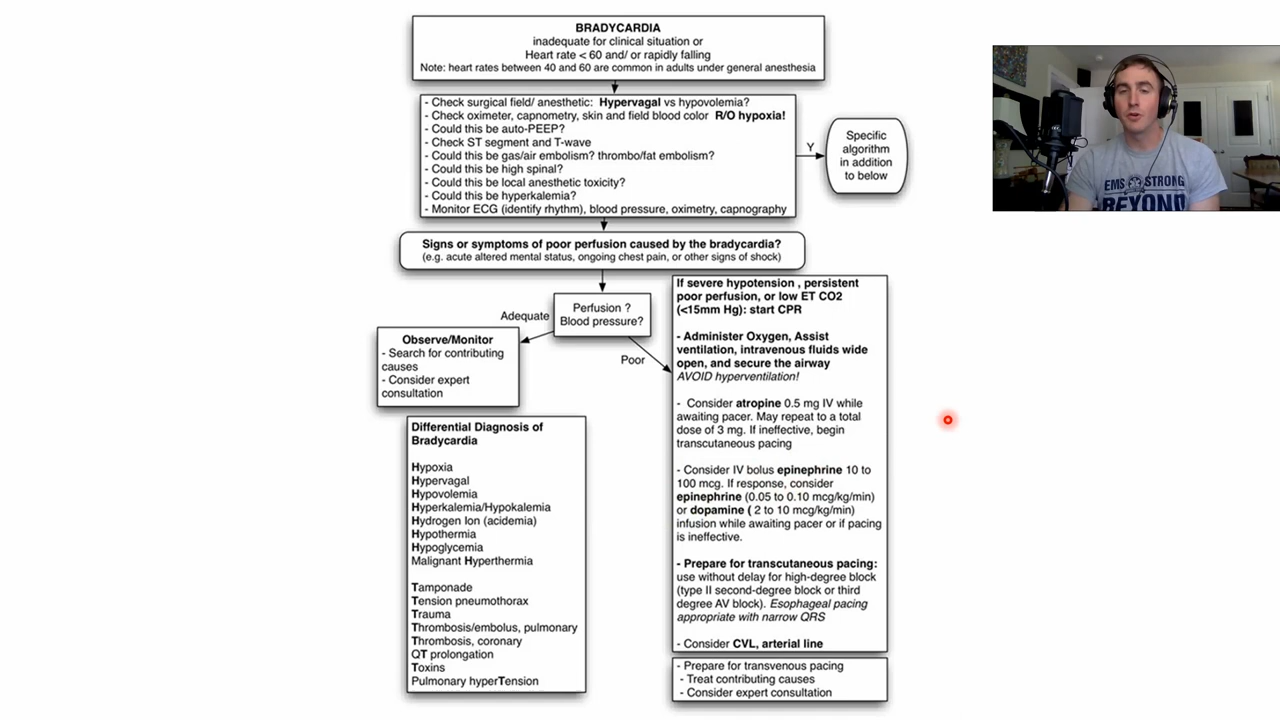 BRADYCARDIA
inadequate for clinical situation or
Heart rate < 60 and/ or rapidly falling
Note: heart rates between 40 and 60 are common in adults under general anesthesia
- Check surgical field/ anesthetic: Hypervagal vs hypovolemia?
- Check oximeter, capnometry, skin and field blood color R/O hypoxia!
- Could this be auto-PEEP?
- Check ST segment and T-wave
- Could this be gas/air embolism? thrombo/fat embolism?
- Could this be high spinal?
- Could this be local anesthetic toxicity?
- Could this be hyperkalemia?
- Monitor ECG (identify rhythm), blood pressure, oximetry, capnography
Y
Specific
algorithm
in addition
to below
Signs or symptoms of poor perfusion caused by the bradycardia?
(e.g. acute altered mental status, ongoing chest pain, or other signs of shock)
Perfusion ?
Blood pressure?
Adequate
Poor
Observe/Monitor
- Search for contributing
causes
- Consider expert
consultation
Differential Diagnosis of
Bradycardia
Hypoxia
Hypervagal
Hypovolemia
Hyperkalemia/Hypokalemia
Hydrogen Ion (acidemia)
Hypothermia
Hypoglycemia
Malignant Hyperthermia
Tamponade
Tension pneumothorax
Trauma
Thrombosis/embolus, pulmonary
Thrombosis, coronary
QT prolongation
Toxins
Pulmonary hyperTension
If severe hypotension , persistent
poor perfusion, or low ET CO2
(<15mm Hg): start CPR
- Administer Oxygen, Assist
ventilation, intravenous fluids wide
open, and secure the airway
AVOID hyperventilation!
- Consider atropine 0.5 mg IV while
awaiting pacer. May repeat to a total
dose of 3 mg. If ineffective, begin
transcutaneous pacing
- Consider IV bolus epinephrine 10 to
100 mcg. If response, consider
epinephrine (0.05 to 0.10 mcg/kg/min)
or dopamine ( 2 to 10 mcg/kg/min)
infusion while awaiting pacer or if pacing
is ineffective.
- Prepare for transcutaneous pacing:
use without delay for high-degree block
(type II second-degree block or third
degree AV block). Esophageal pacing
appropriate with narrow QRS
- Consider CVL, arterial line
- Prepare for transvenous pacing
- Treat contributing causes
- Consider expert consultation
EMS STRONG
BEYOND